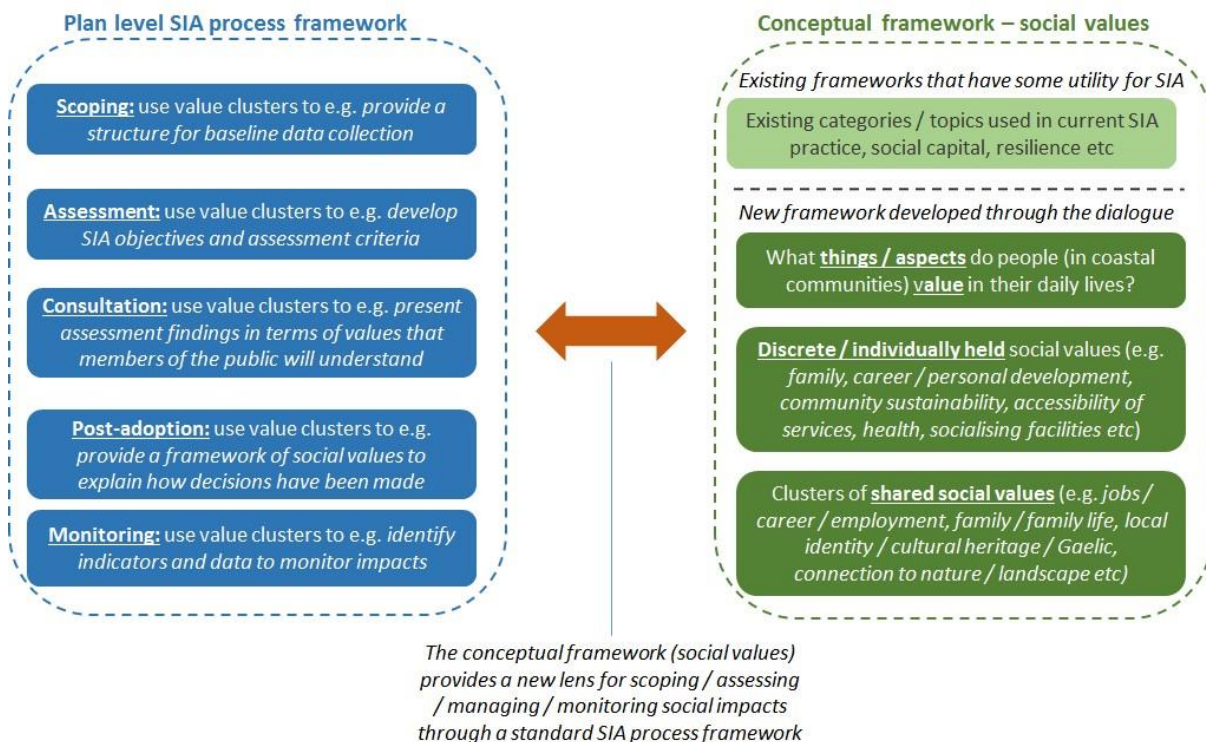 Plan level SIA process framework
Scoping: use value clusters to e.g. provide a
structure for baseline data collection
Assessment: use value clusters to e.g. develop
SIA objectives and assessment criteria
Consultation: use value clusters to e.g. present
assessment findings in terms of values that
members of the public will understand
Post-adoption: use value clusters to e.g.
provide a framework of social values to
explain how decisions have been made
Monitoring: use value clusters to e.g. identify
indicators and data to monitor impacts
Conceptual framework – social values
Existing frameworks that have some utility for SIA
Existing categories / topics used in current SIA
practice, social capital, resilience etc
New framework developed through the dialogue
What things / aspects do people (in coastal
communities) value in their daily lives?
Discrete / individually held social values (e.g.
family, career / personal development,
community sustainability, accessibility of
services, health, socialising facilities etc)
Clusters of shared social values (e.g. jobs /
career / employment, family / family life, local
identity / cultural heritage / Gaelic,
connection to nature / landscape etc)
The conceptual framework (social values)
provides a new lens for scoping / assessing
/ managing / monitoring social impacts
through a standard SIA process framework